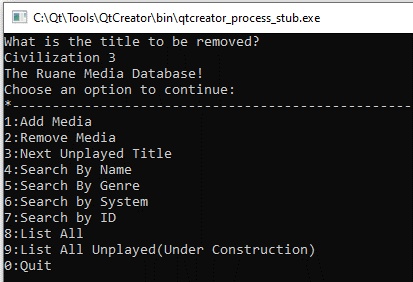 C:\Qt\Tools\QtCreator\bin\qtcreator_process_stub.exe
What is the title to be removed?
Civilization 3
The Ruane Media Database!
Choose an option to continue:
*--------------------------------------------------
1:Add Media
2:Remove Media
3:Next Unplayed Title
4:Search By Name
5:Search By Genre
6:Search by System
7:Search by ID
8:List All
9:List All Unplayed(Under Construction)
0:Quit